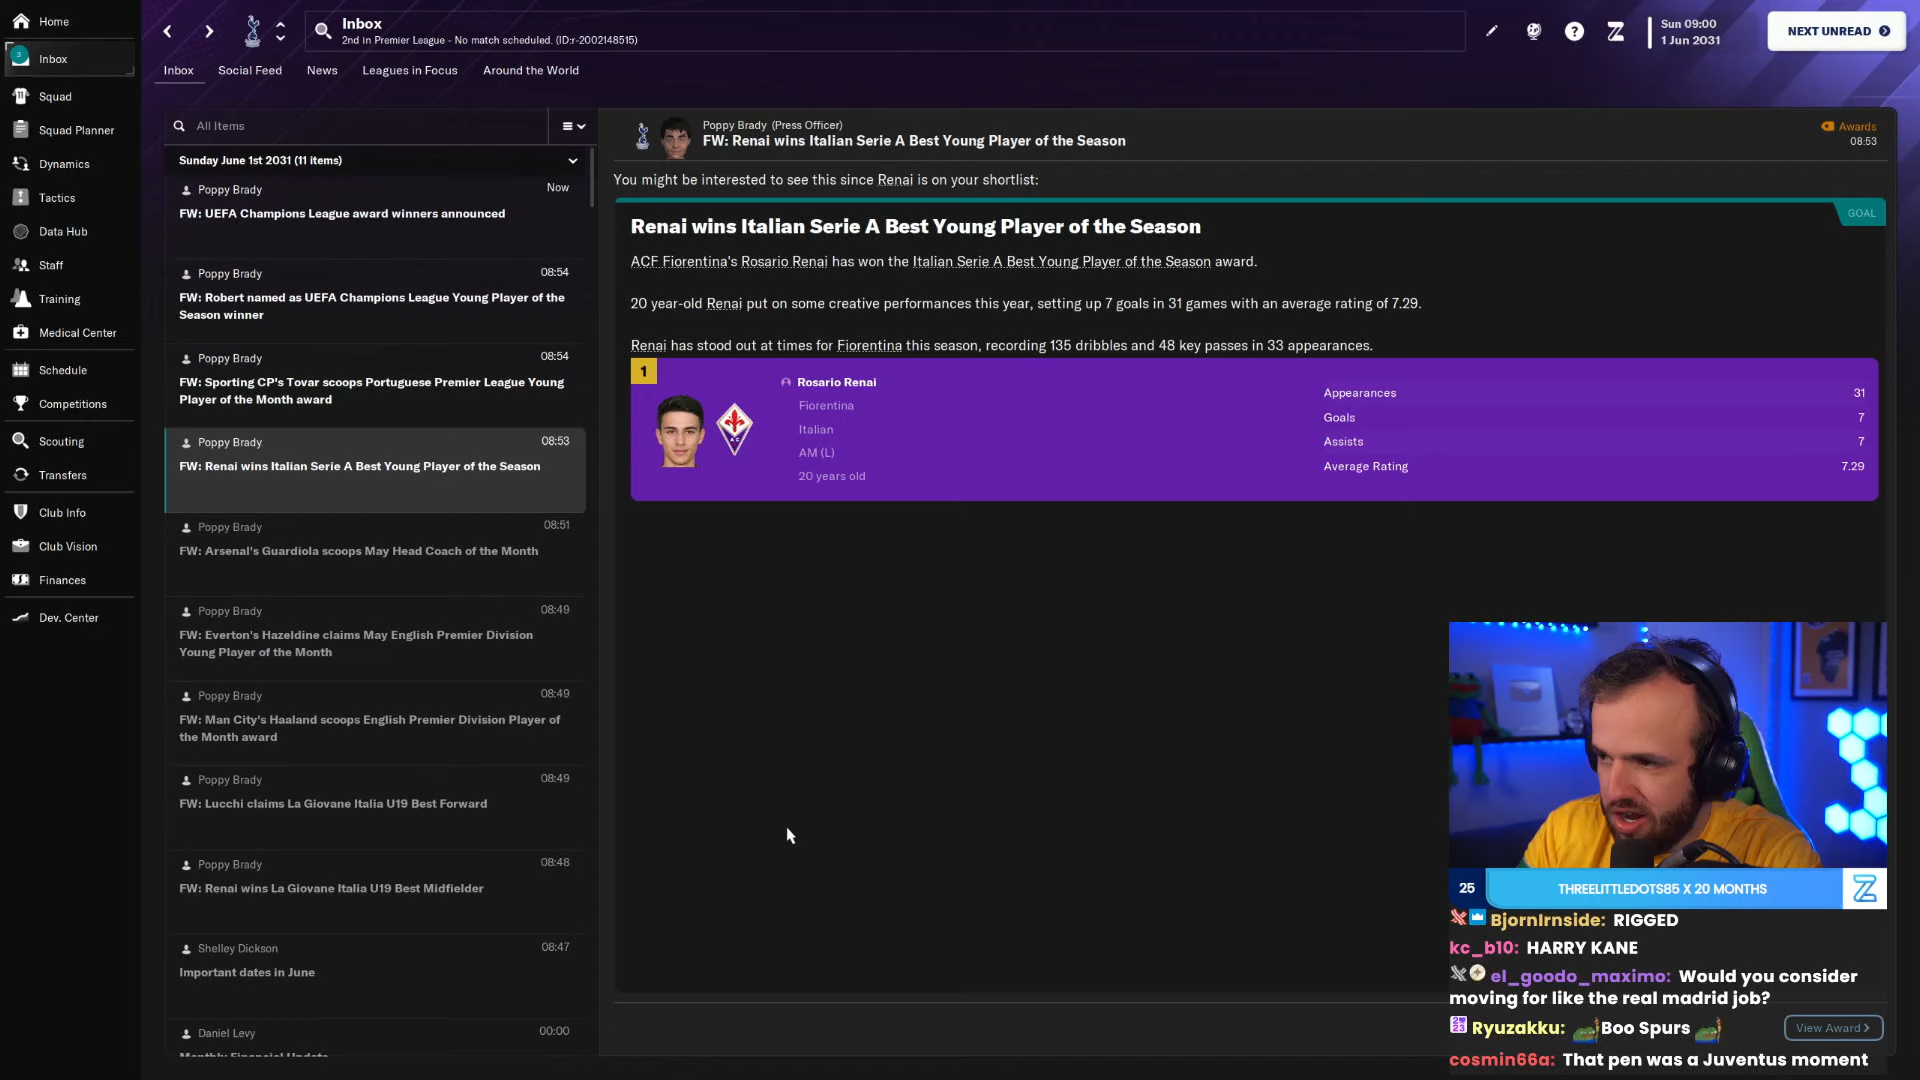 Home
3
Inbox
Squad
Squad Planner
Dynamics
Tactics
Data Hub
Staff
Training
Medical Center
Schedule
Competitions
Scouting
Transfers
Club Info
Club Vision
Finances
Dev. Center
Inbox
2nd in Premier League - No match scheduled. (ID:r-2002148515)
Sun 09:00
1 Jun 2031
NEXT UNREAD
Inbox
Social Feed
News
Leagues in Focus
Around the World
All Items
Sunday June 1st 2031 (11 items)
Poppy Brady
Now
FW: UEFA Champions League award winners announced
Poppy Brady
08:54
FW: Robert named as UEFA Champions League Young Player of the
Season winner
Poppy Brady
08:54
FW: Sporting CP's Tovar scoops Portuguese Premier League Young
Player of the Month award
Poppy Brady
08:53
FW: Renai wins Italian Serie A Best Young Player of the Season
Poppy Brady
08:51
FW: Arsenal's Guardiola scoops May Head Coach of the Month
Poppy Brady
08:49
FW: Everton's Hazeldine claims May English Premier Division
Young Player of the Month
Poppy Brady
08:49
FW: Man City's Haaland scoops English Premier Division Player of
the Month award
Poppy Brady
08:49
FW: Lucchi claims La Giovane Italia U19 Best Forward
Poppy Brady
08:48
FW: Renai wins La Giovane Italia U19 Best Midfielder
Shelley Dickson
08:47
Important dates in June
Daniel Levy
00:00
Monthly Financial Update
Poppy Brady (Press Officer)
FW: Renai wins Italian Serie A Best Young Player of the Season
Awards
08:53
You might be interested to see this since Renai is on your shortlist:
GOAL
Renai wins Italian Serie A Best Young Player of the Season
ACF Fiorentina's Rosario Renai has won the Italian Serie A Best Young Player of the Season award.
20 year-old Renai put on some creative performances this year, setting up 7 goals in 31 games with an average rating of 7.29.
Renai has stood out at times for Fiorentina this season, recording 135 dribbles and 48 key passes in 33 appearances.
1
Rosario Renai
Fiorentina
Italian
AM (L)
20 years old
Appearances 31
Goals 7
Assists 7
Average Rating 7.29
25
THREELITTLEDOTS85 X 20 MONTHS
BjornIrnside: RIGGED
kc_b10: HARRY KANE
el_goodo_maximo: Would you consider
moving for like the real madrid job?
Ryuzakku: Boo Spurs
View Award
cosmin66a: That pen was a Juventus moment